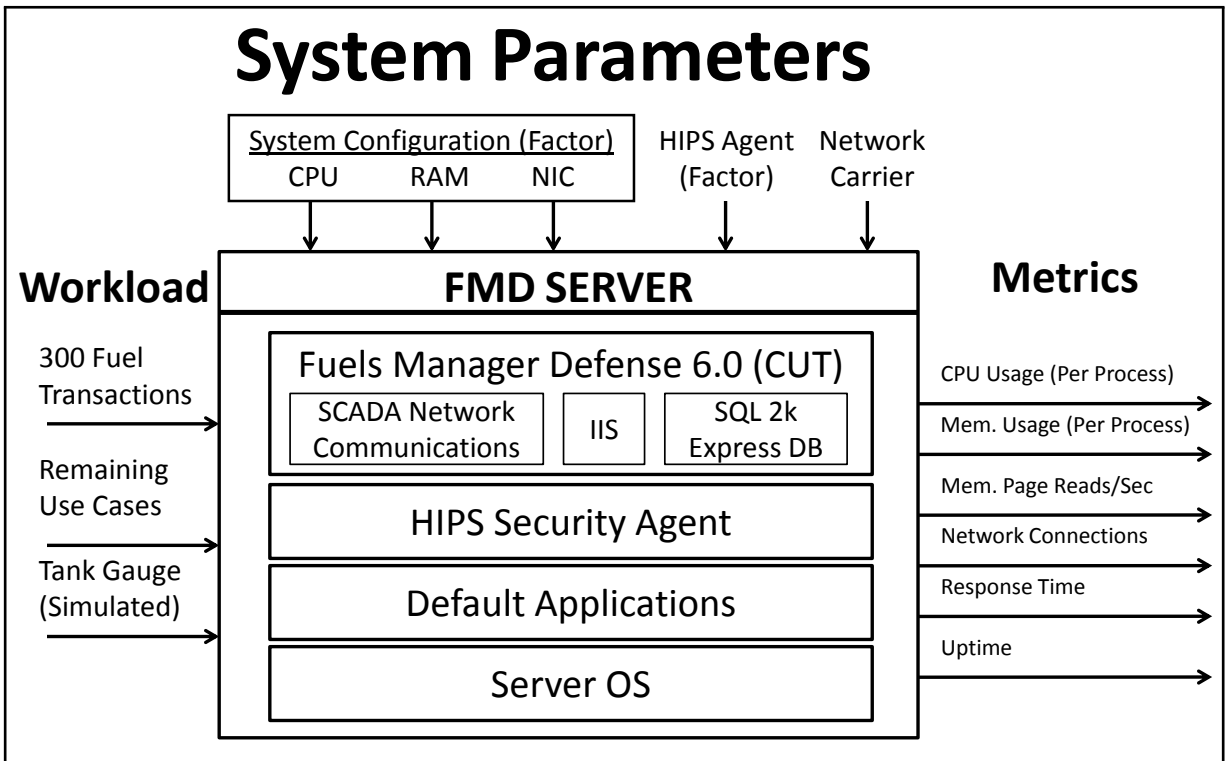 System Parameters
System Configuration (Factor)
CPU RAM NIC
HIPS Agent
(Factor)
Network
Carrier
Workload
FMD SERVER
Metrics
300 Fuel
Transactions
Remaining
Use Cases
Tank Gauge
(Simulated)
Fuels Manager Defense 6.0 (CUT)
SCADA Network
Communications
IIS
SQL 2k
Express DB
HIPS Security Agent
Default Applications
Server OS
CPU Usage (Per Process)
Mem. Usage (Per Process)
Mem. Page Reads/Sec
Network Connections
Response Time
Uptime